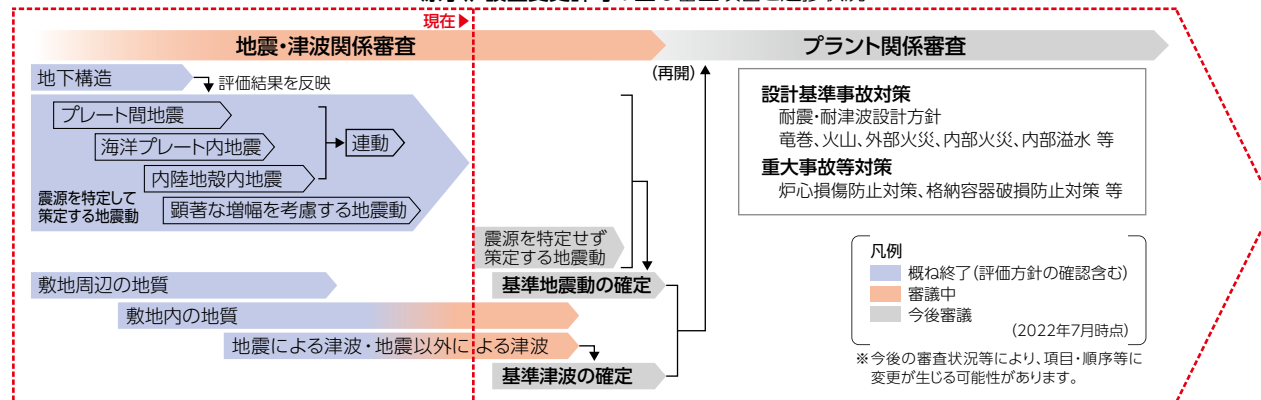 現在▶
地震・津波関係審査
プラント関係審査
地下構造
評価結果を反映
(再開)
プレート間地震
海洋プレート内地震
連動
内陸地殻内地震
震源を特定して
策定する地震動
顕著な増幅を考慮する地震動
設計基準事故対策
耐震・耐津波設計方針
竜巻、火山、外部火災、内部火災、内部溢水 等
重大事故等対策
炉心損傷防止対策、格納容器破損防止対策 等
震源を特定せず
策定する地震動
基準地震動の確定
敷地周辺の地質
敷地内の地質
地震による津波・地震以外による津波
基準津波の確定
凡例
概ね終了(評価方針の確認含む)
審議中
今後審議
(2022年7月時点)
※今後の審査状況等により、項目・順序等に
変更が生じる可能性があります。